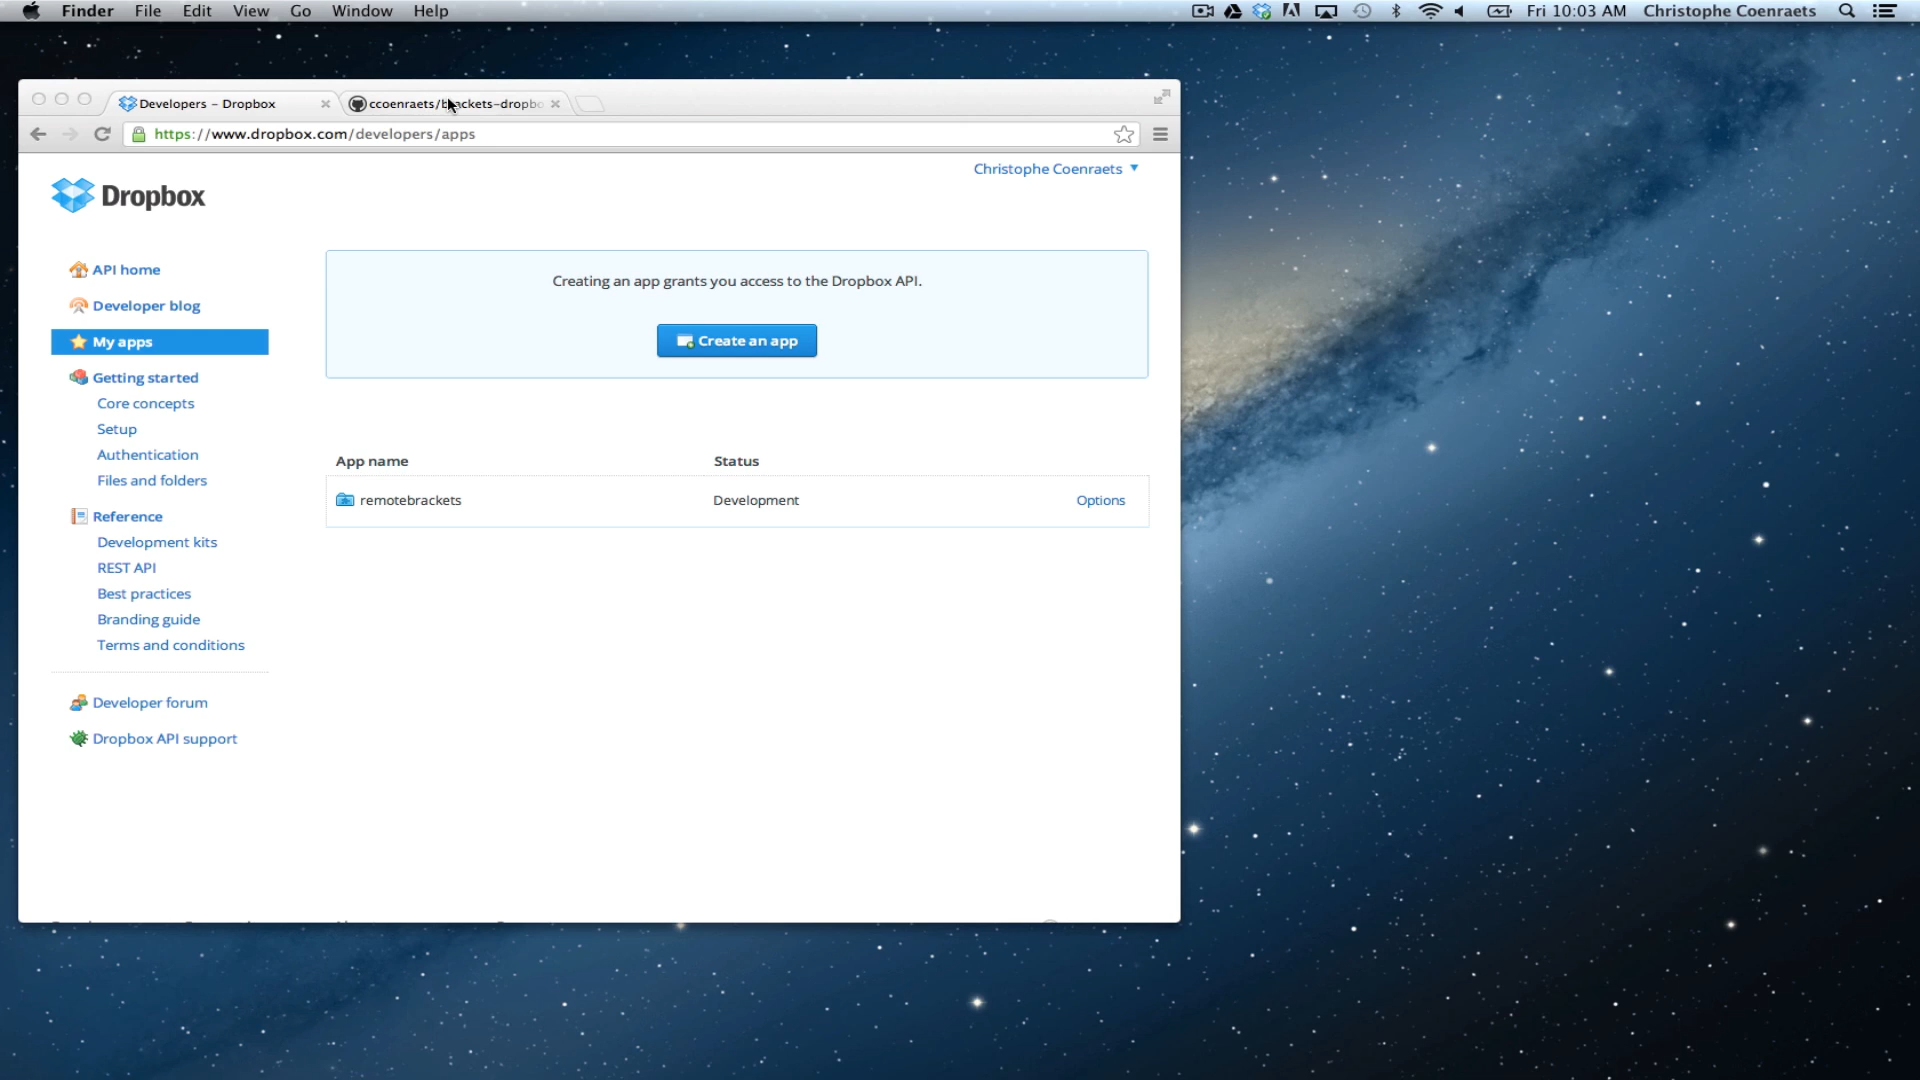 Finder File Edit View Go Window Help
Fri 10:03 AM Christophe Coenraets
Developers – Dropbox
ccoenraets/brackets-dropbo
https://www.dropbox.com/developers/apps
Christophe Coenraets
Dropbox
API home
Developer blog
My apps
Getting started
Core concepts
Setup
Authentication
Files and folders
Reference
Development kits
REST API
Best practices
Branding guide
Terms and conditions
Developer forum
Dropbox API support
Creating an app grants you access to the Dropbox API.
Create an app
App name Status
remotebrackets Development Options